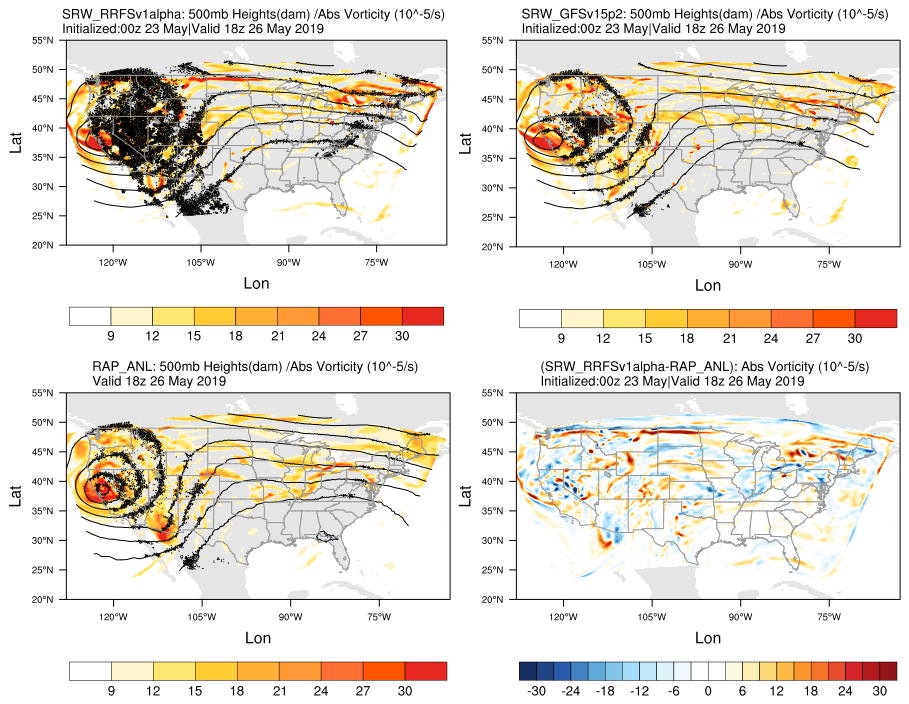 SRW_RRFSv1alpha: 500mb Heights(dam) /Abs Vorticity (10^-5/s)
Initialized:00z 23 May|Valid 18z 26 May 2019
55°N
50°N
45°N
40°N
35°N
30°N
25°N
20°N
Lat
120°W 105°W 90°W 75°W
Lon
9 12 15 18 21 24 27 30
SRW_GFSv15p2: 500mb Heights(dam) /Abs Vorticity (10^-5/s)
Initialized:00z 23 May|Valid 18z 26 May 2019
55°N
50°N
45°N
40°N
35°N
30°N
25°N
20°N
Lat
120°W 105°W 90°W 75°W
Lon
9 12 15 18 21 24 27 30
RAP_ANL: 500mb Heights(dam) /Abs Vorticity (10^-5/s)
Valid 18z 26 May 2019
55°N
50°N
45°N
40°N
35°N
30°N
25°N
20°N
Lat
120°W 105°W 90°W 75°W
Lon
9 12 15 18 21 24 27 30
(SRW_RRFSv1alpha-RAP_ANL): Abs Vorticity (10^-5/s)
Initialized:00z 23 May|Valid 18z 26 May 2019
55°N
50°N
45°N
40°N
35°N
30°N
25°N
20°N
Lat
120°W 105°W 90°W 75°W
Lon
-30 -24 -18 -12 -6 0 6 12 18 24 30